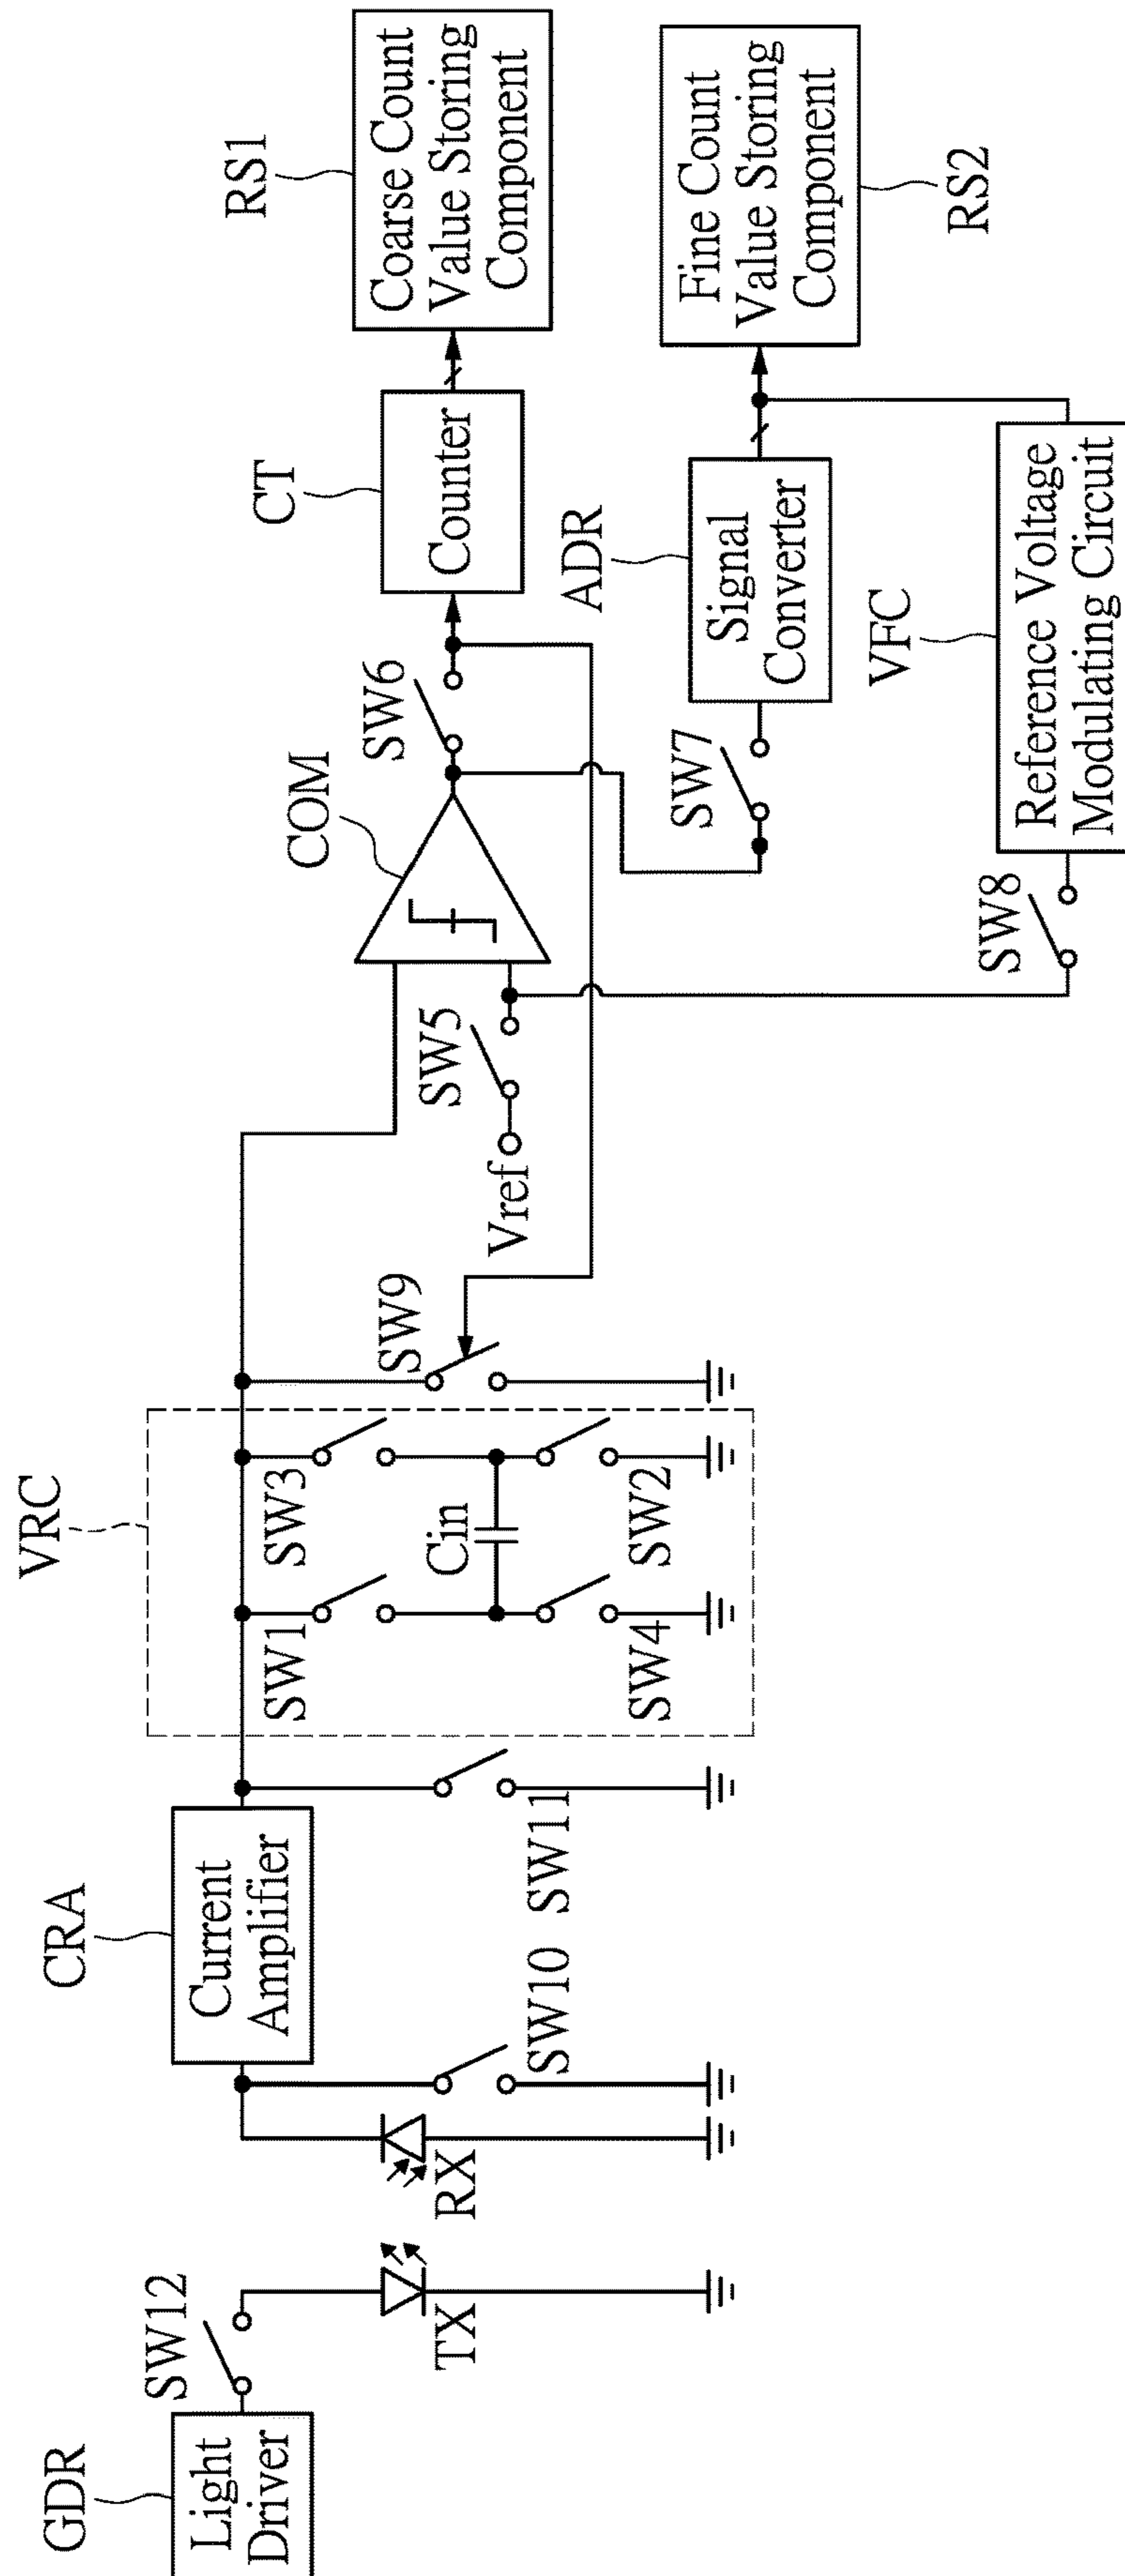 GDR
Light
Driver
SW12
TX
RX
CRA
Current
Amplifier
SW10
SW11
VRC
SW1
SW3
Cin
SW4
SW2
SW9
Vref
SW5
COM
SW6
CT
Counter
RS1
Coarse Count
Value Storing
Component
SW7
ADR
Signal
Converter
Fine Count
Value Storing
Component
RS2
SW8
VFC
Reference Voltage
Modulating Circuit